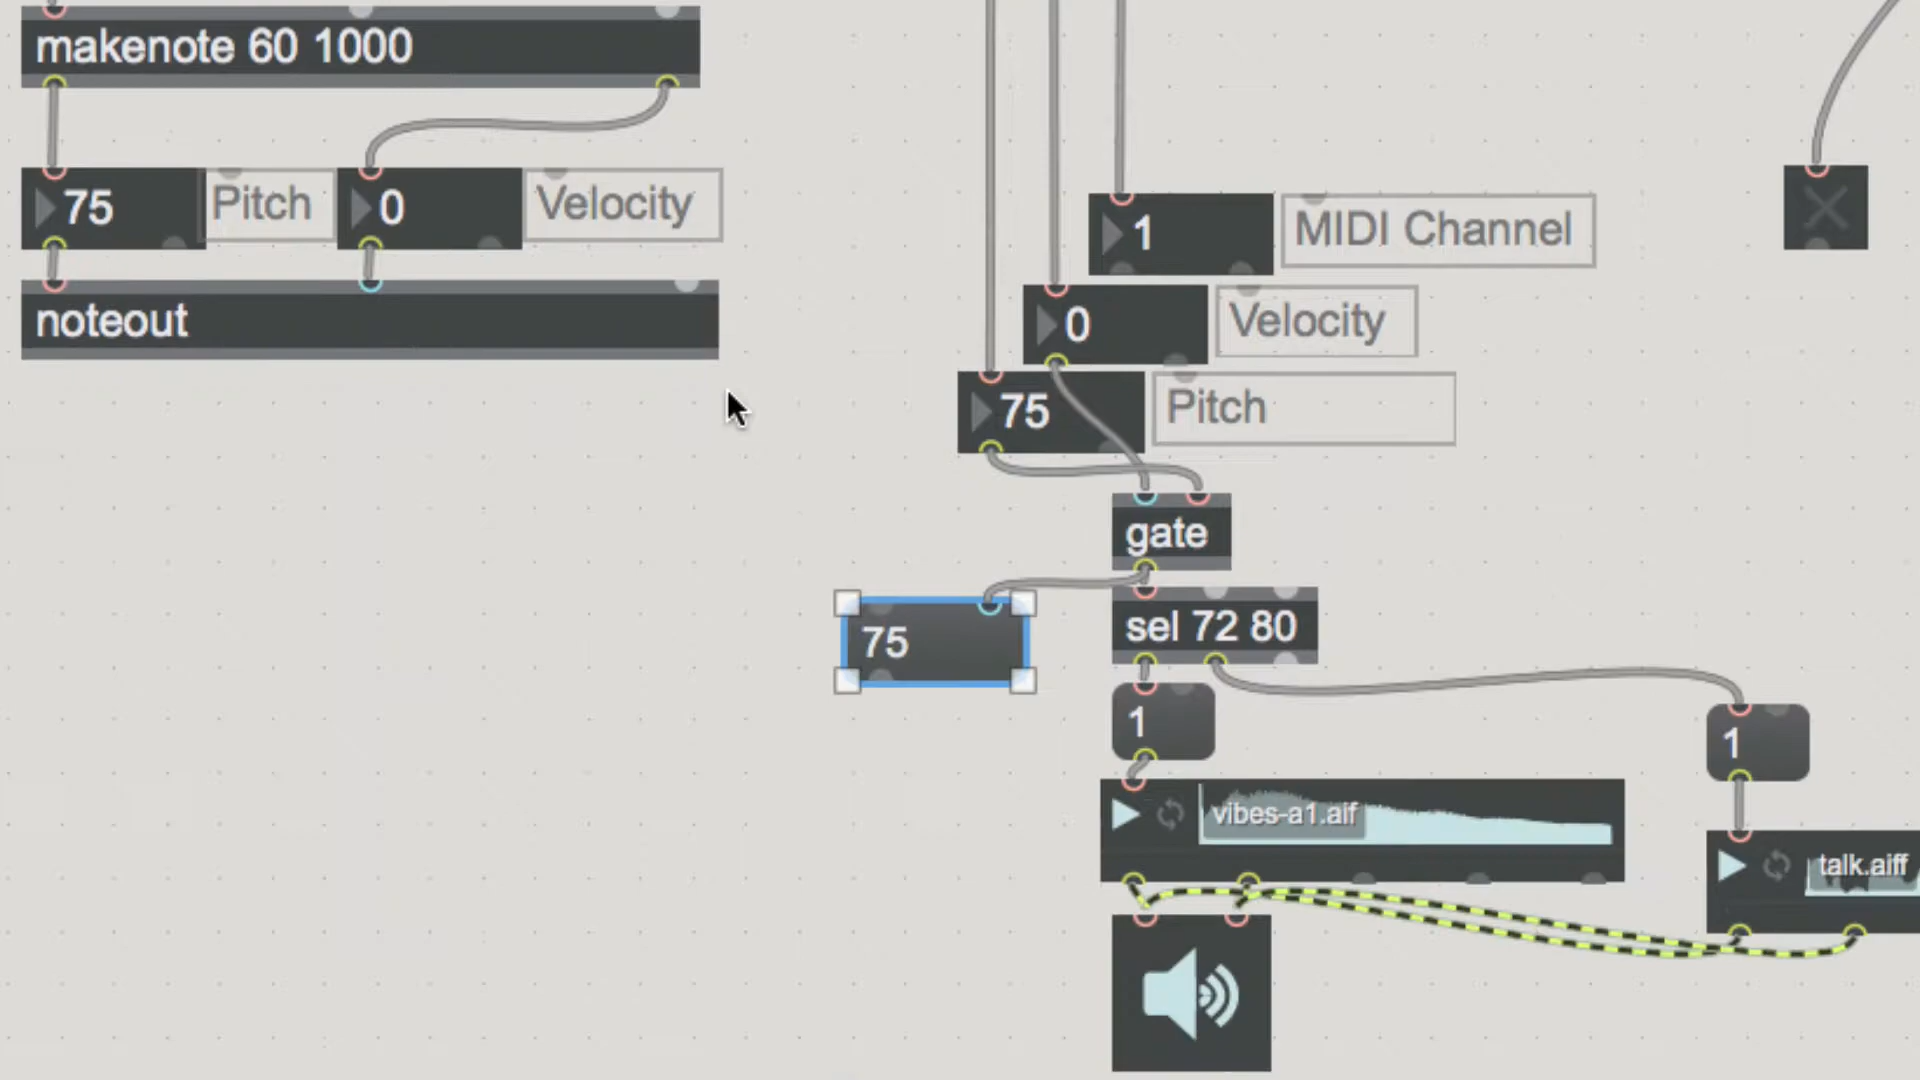 makenote 60 1000
75 Pitch 0 Velocity
noteout
1 MIDI Channel
0 Velocity
75 Pitch
gate
75
sel 72 80
1
1
vibes-a1.aif
talk.aiff